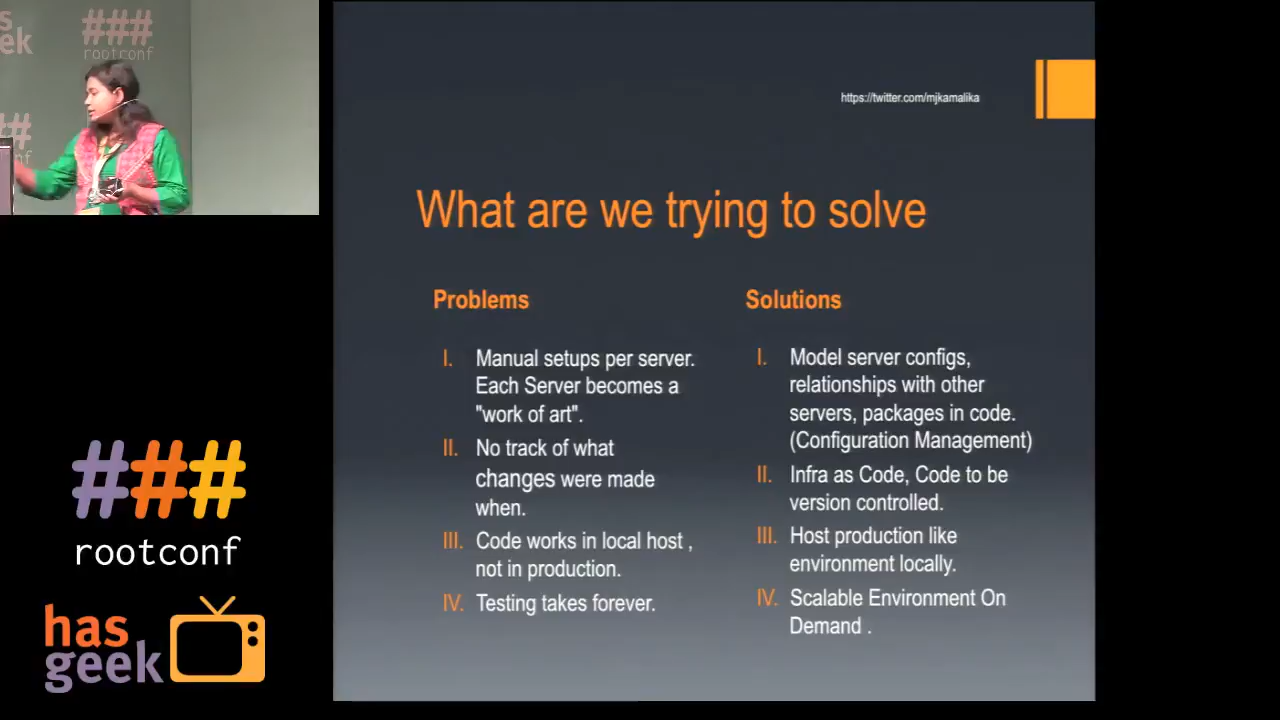 has
geek
###
rootconf
https://twitter.com/mjkamalika
What are we trying to solve
Problems
I. Manual setups per server.
Each Server becomes a
"work of art".
II. No track of what
changes were made
when.
III. Code works in local host ,
not in production.
IV. Testing takes forever.
Solutions
I. Model server configs,
relationships with other
servers, packages in code.
(Configuration Management)
II. Infra as Code, Code to be
version controlled.
III. Host production like
environment locally.
IV. Scalable Environment On
Demand .
###
rootconf
has
geek